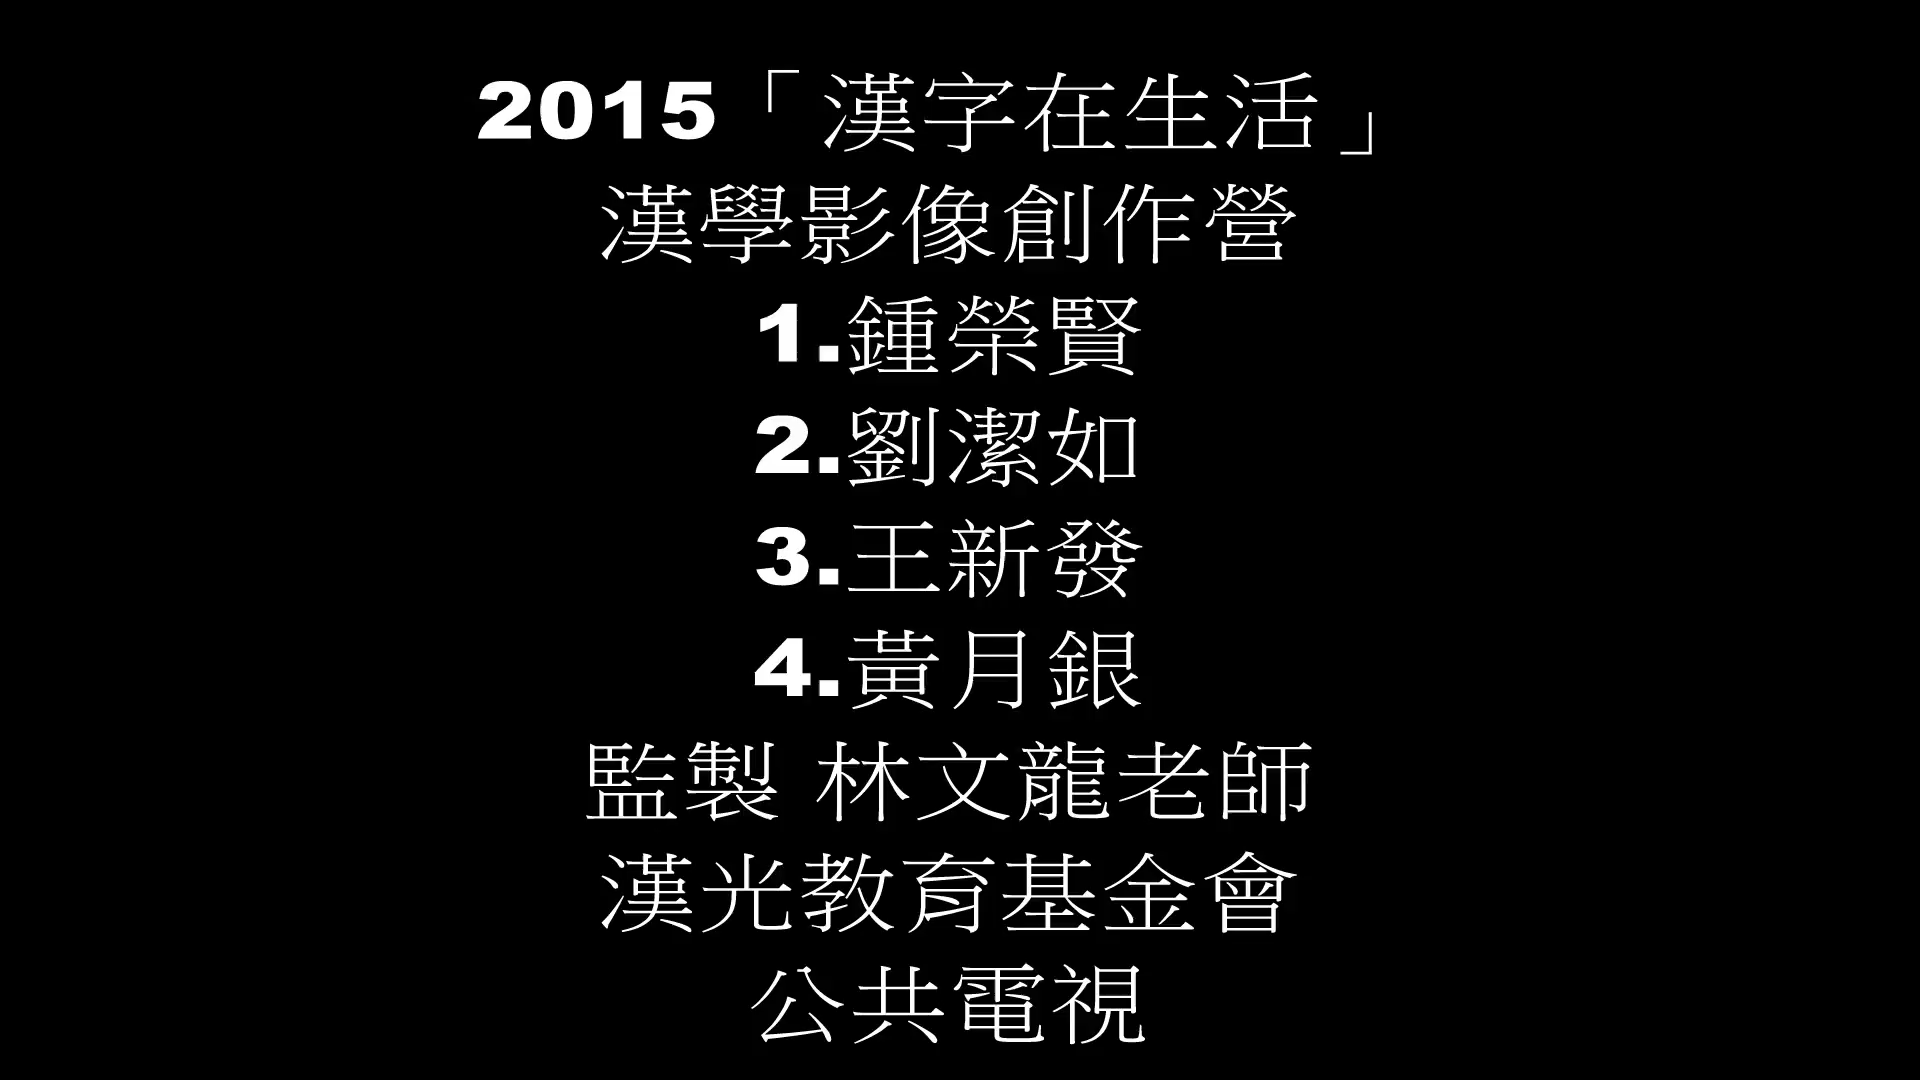 2015「漢字在生活」
漢學影像創作營
1.鍾榮賢
2.劉潔如
3.王新發
4.黃月銀
監製 林文龍老師
漢光教育基金會
公共電視